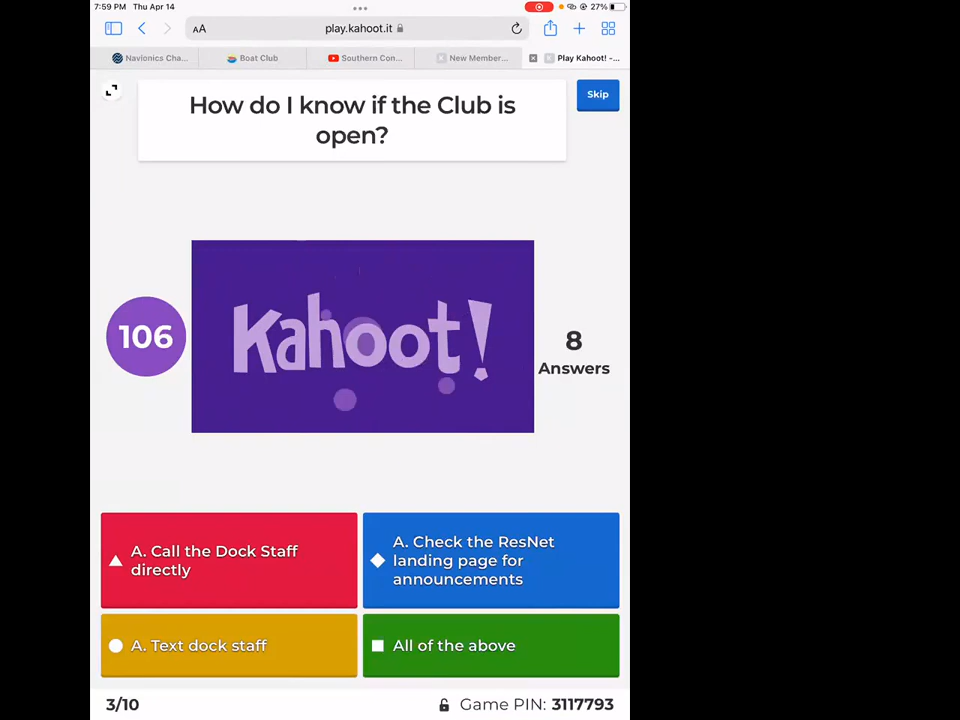 7:59 PM Thu Apr 14
27%
AA
play.kahoot.it
Navionics Cha...
Boat Club
Southern Con...
New Member...
Play Kahoot! -...
How do I know if the Club is
open?
Skip
106
Kahoot!
8
Answers
A. Call the Dock Staff
directly
A. Check the ResNet
landing page for
announcements
A. Text dock staff
All of the above
3/10
Game PIN: 3117793